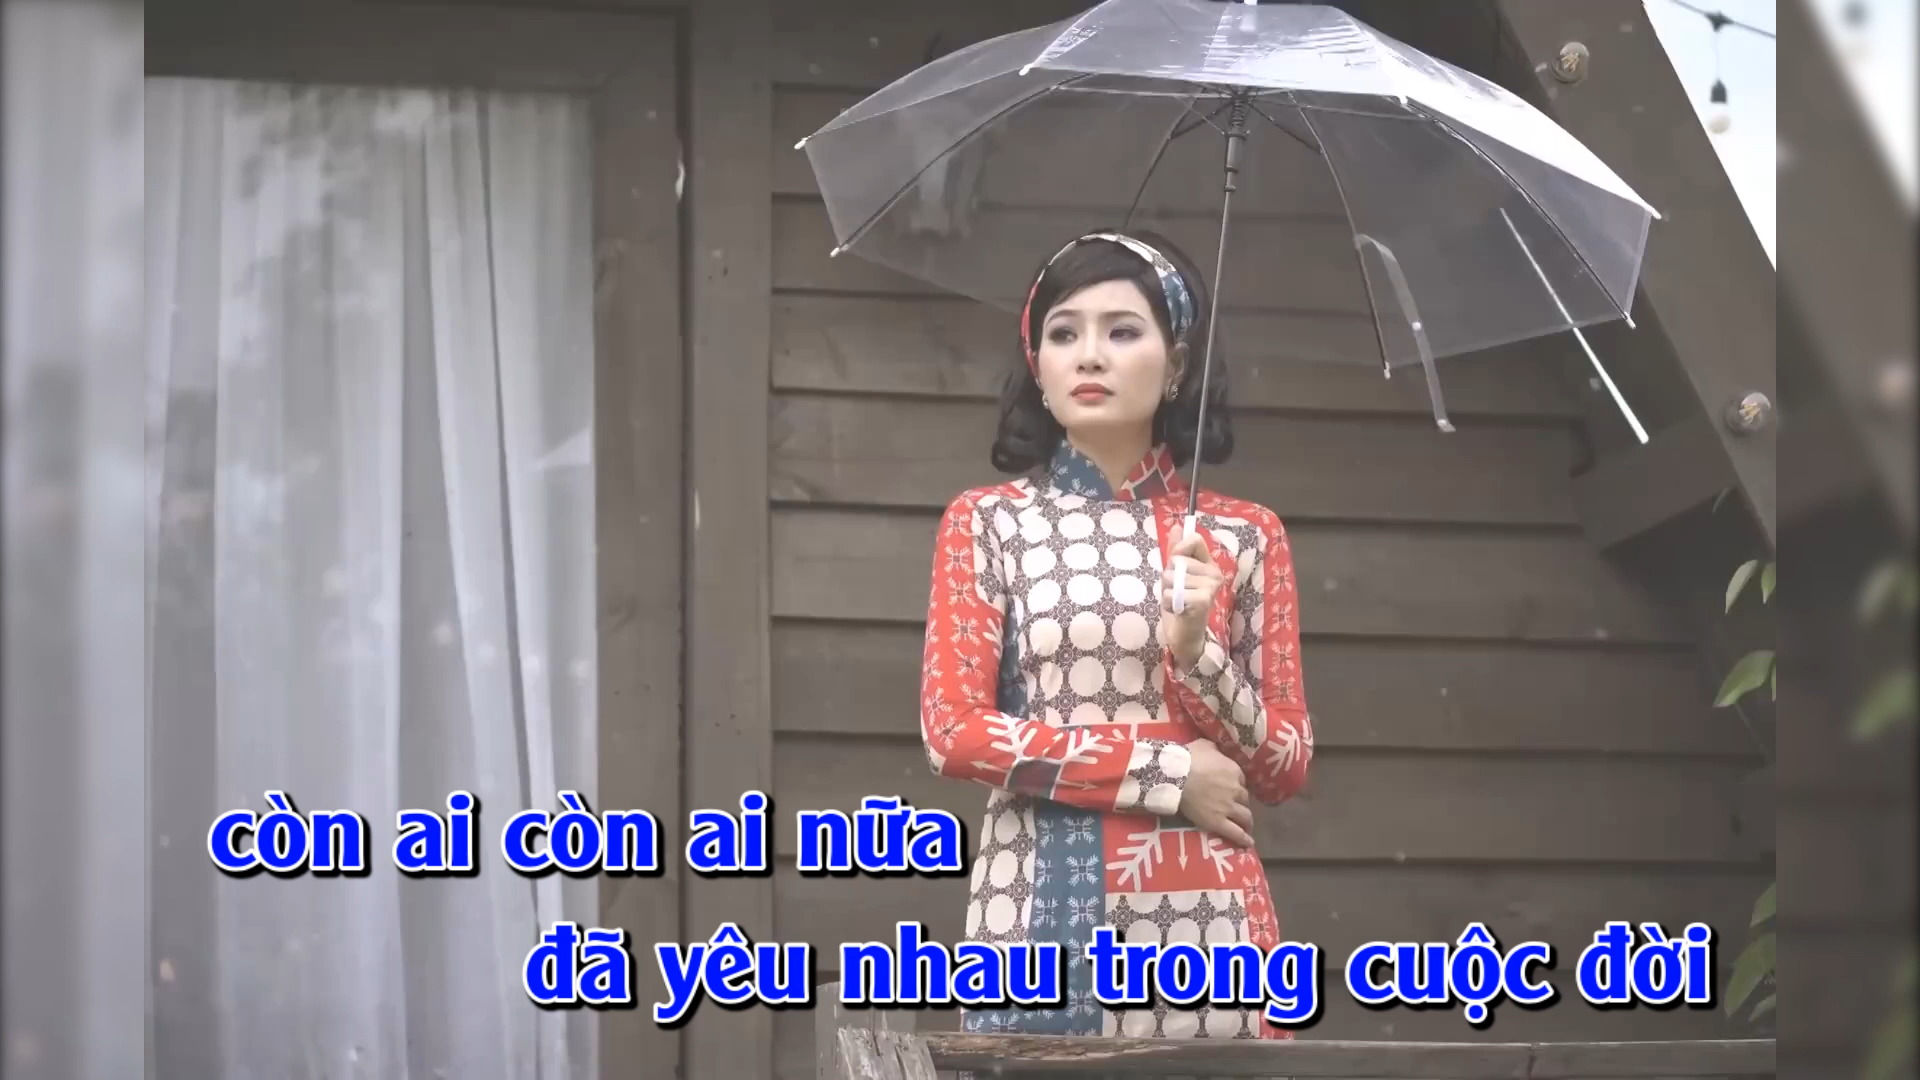 còn ai còn ai nữa
đã yêu nhau trong cuộc đời